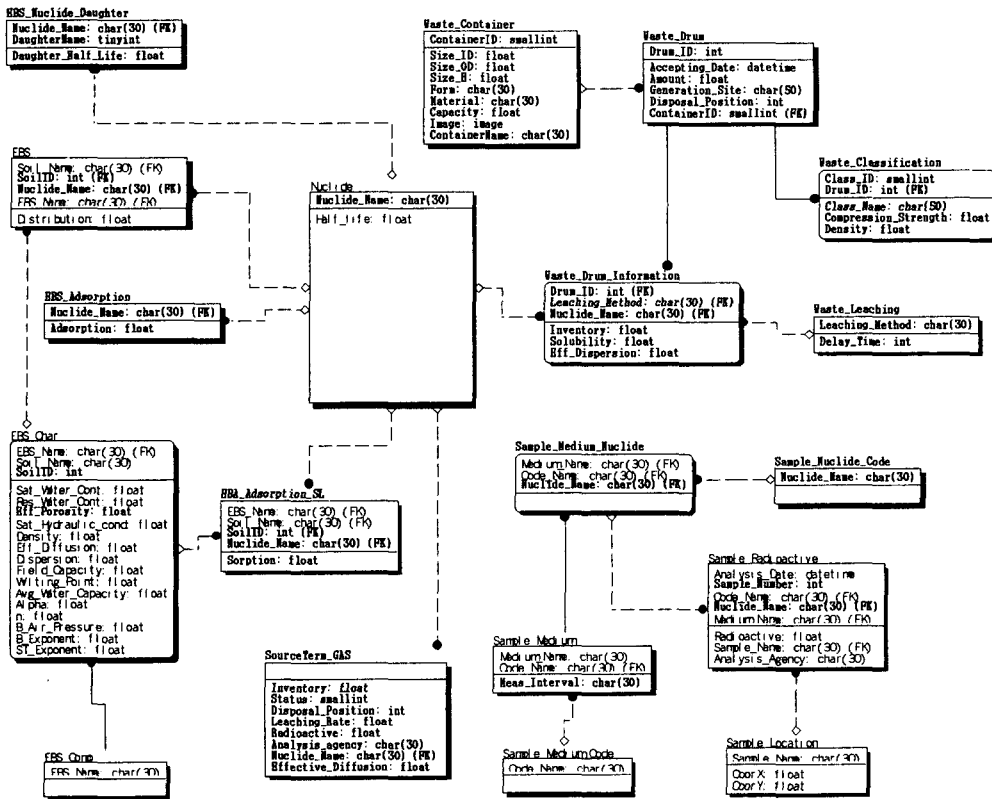 EBS_Nuclide_Daughter
Nuclide_Name: char(30) (FK)
DaughterName: tinyint
Daughter_Half_Life: float
Waste_Container
ContainerID: smallint
Size_ID: float
Size_OD: float
Size_H: float
Form: char(30)
Material: char(30)
Capacity: float
Image: image
ContainerName: char(30)
Waste_Drum
Drum_ID: int
Accepting_Date: datetime
Amount: float
Generation_Site: char(50)
Disposal_Position: int
ContainerID: smallint (FK)
Waste_Classification
Class_ID: smallint
Drum_ID: int (FK)
Class_Name: char(50)
Compression_Strength: float
Density: float
EBS
Soil_Name: char(30) (FK)
SoilID: int (FK)
Nuclide_Name: char(30) (FK)
EBS_Name: char(30) (FK)
Distribution: float
Nuclide
Nuclide_Name: char(30)
Half_life: float
EBS_Adsorption
Nuclide_Name: char(30) (FK)
Adsorption: float
Waste_Drum_Information
Drum_ID: int (FK)
Leaching_Method: char(30) (FK)
Nuclide_Name: char(30) (FK)
Inventory: float
Solubility: float
Eff_Dispersion: float
Waste_Leaching
Leaching_Method: char(30)
Delay_Time: int
EBS_Char
EBS_Name: char(30) (FK)
Soil_Name: char(30)
SoilID: int
Sat_Water_Cont: float
Res_Water_Cont: float
Eff_Porosity: float
Sat_Hydraulic_cond: float
Density: float
Eff_Diffusion: float
Dispersion: float
Field_Capacity: float
Wilting_Point: float
Avg_Water_Capacity: float
Alpha: float
n: float
B_Air_Pressure: float
B_Exponent: float
ST_Exponent: float
HBA_Adsorption_SL
EBS_Name: char(30) (FK)
Soil_Name: char(30) (FK)
SoilID: int (FK)
Nuclide_Name: char(30) (FK)
Sorption: float
Sample_Medium_Nuclide
Medium_Name: char(30) (FK)
Code_Name: char(30) (FK)
Nuclide_Name: char(30) (FK)
Sample_Nuclide_Code
Nuclide_Name: char(30)
Sample_Radioactive
Analysis_Date: datetime
Sample_Number: int
Code_Name: char(30) (FK)
Nuclide_Name: char(30) (FK)
Medium_Name: char(30) (FK)
Radioactive: float
Sample_Name: char(30) (FK)
Analysis_Agency: char(30)
SourceTerm_GAS
Inventory: float
Status: smallint
Disposal_Position: int
Leaching_Rate: float
Radioactive: float
Analysis_agency: char(30)
Nuclide_Name: char(30) (FK)
Effective_Diffusion: float
Sample_Medium
Medium_Name: char(30)
Code_Name: char(30) (FK)
Meas_Interval: char(30)
EBS_Comp
EBS_Name: char(30)
Sample_MediumCode
Code_Name: char(30)
Sample_Location
Sample_Name: char(30)
CoorX: float
CoorY: float